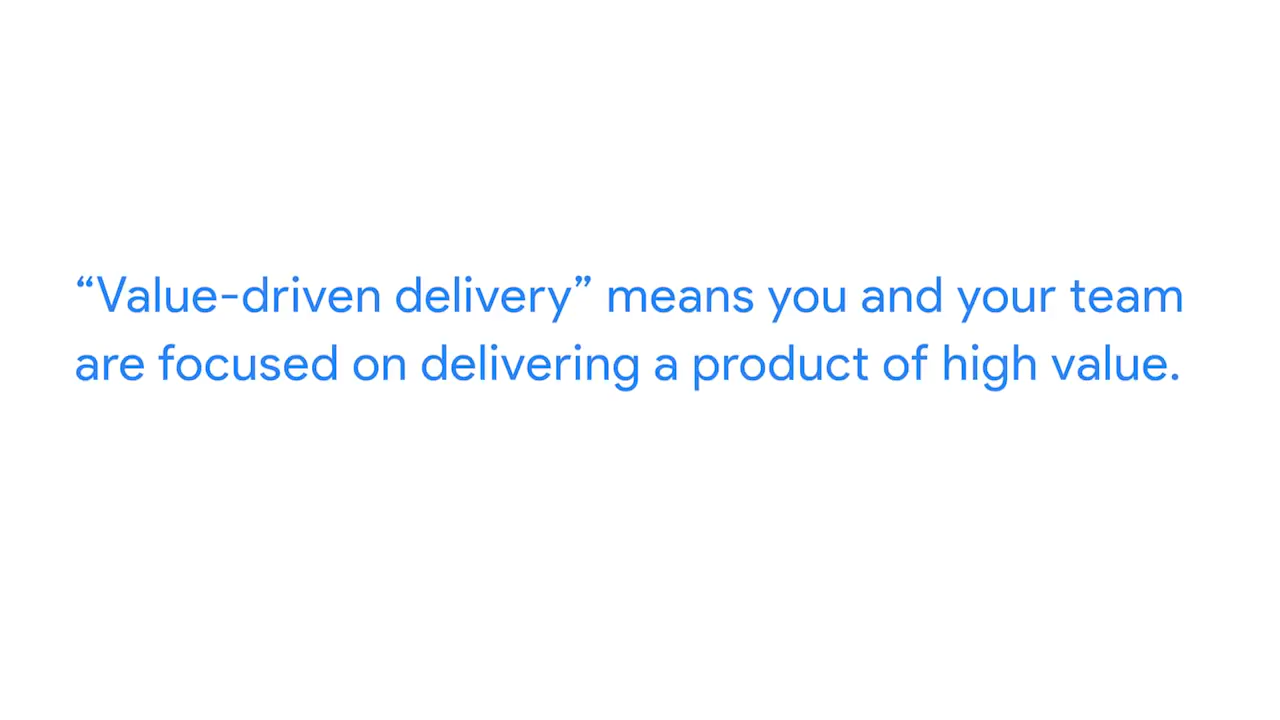 “Value-driven delivery” means you and your team
are focused on delivering a product of high value.